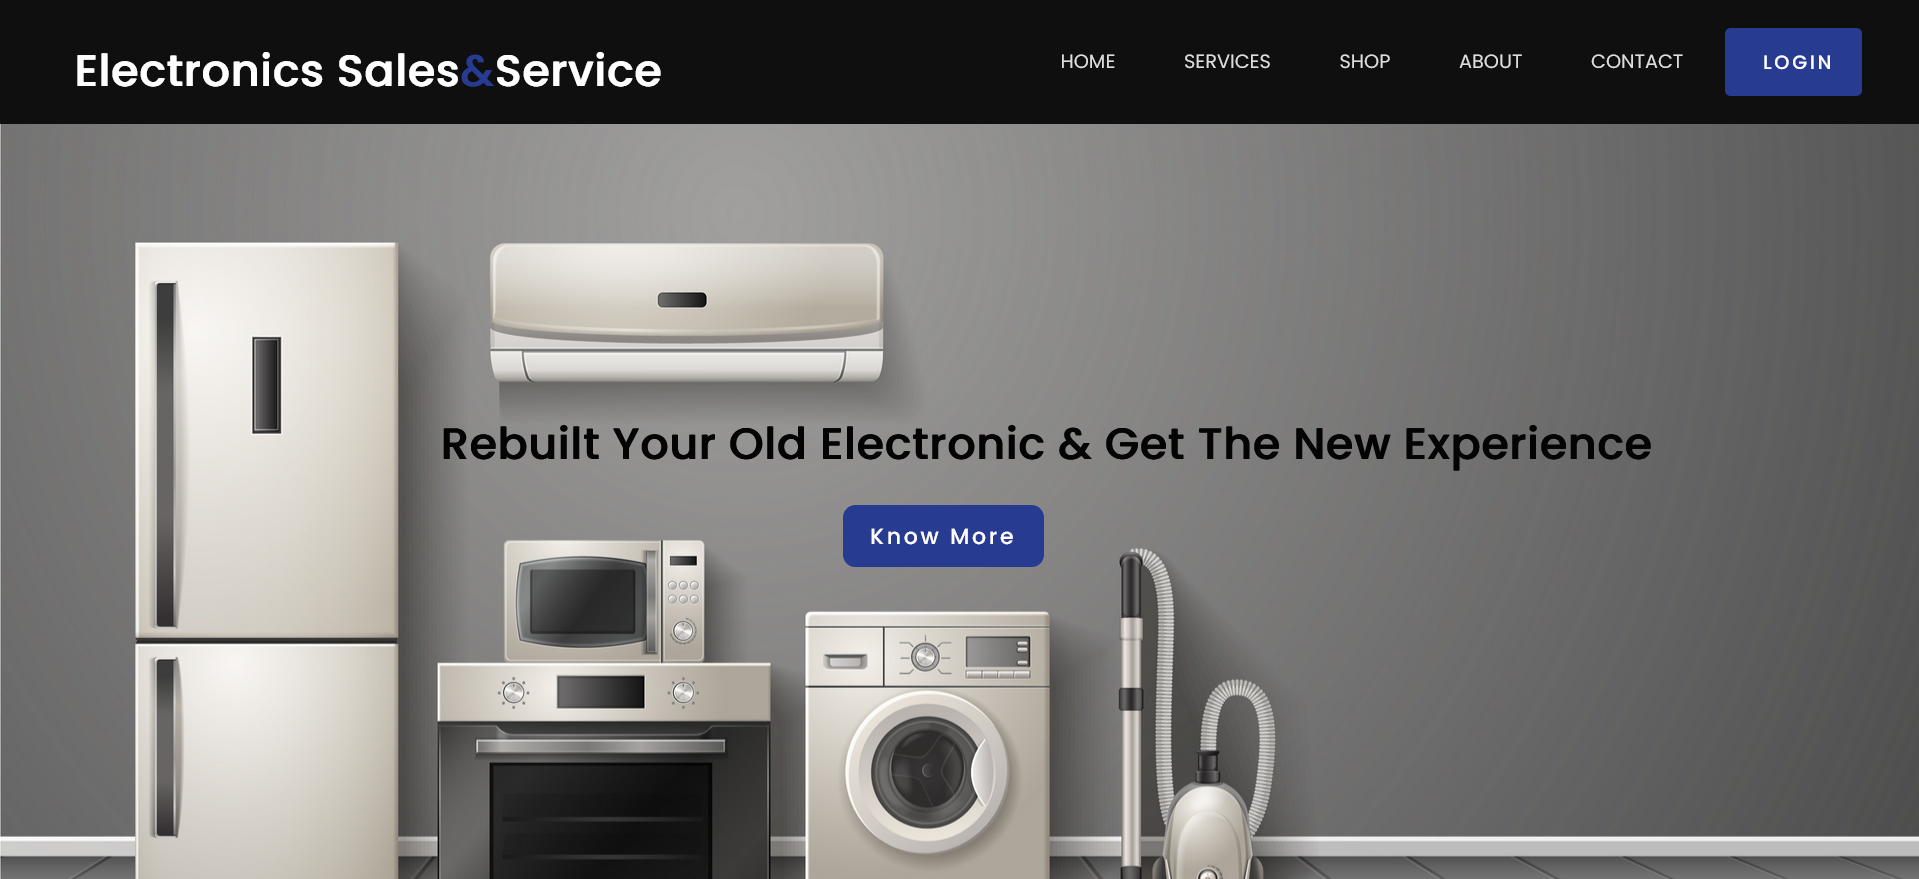 Electronics Sales&Service
HOME SERVICES SHOP ABOUT CONTACT LOGIN
Rebuilt Your Old Electronic & Get The New Experience
Know More